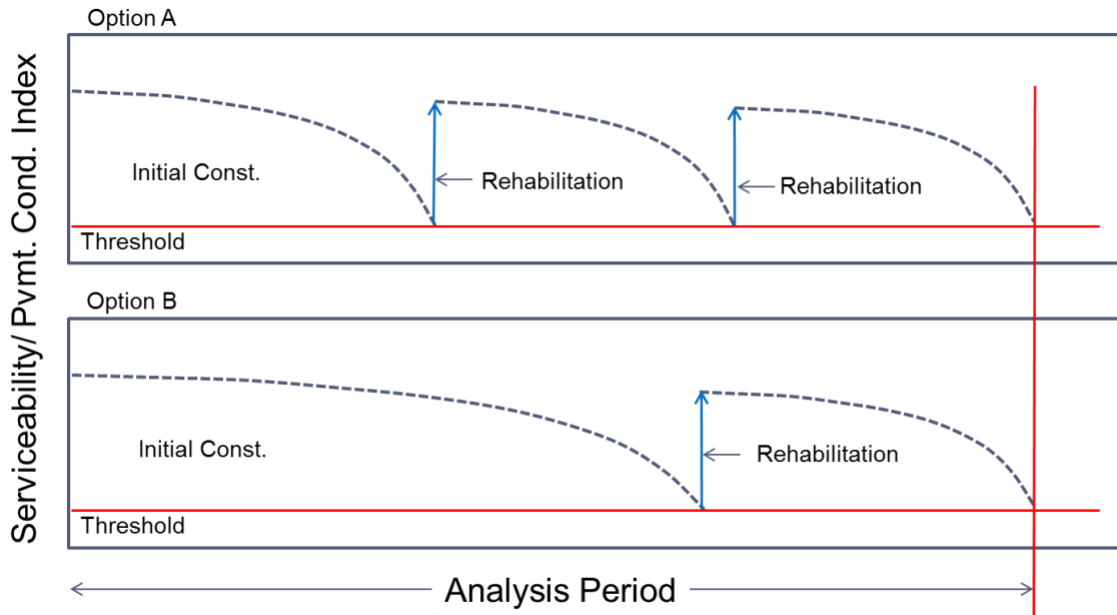 Serviceability/ Pvmt. Cond. Index
Option A
Initial Const.
Rehabilitation
Rehabilitation
Threshold
Option B
Initial Const.
Rehabilitation
Threshold
Analysis Period